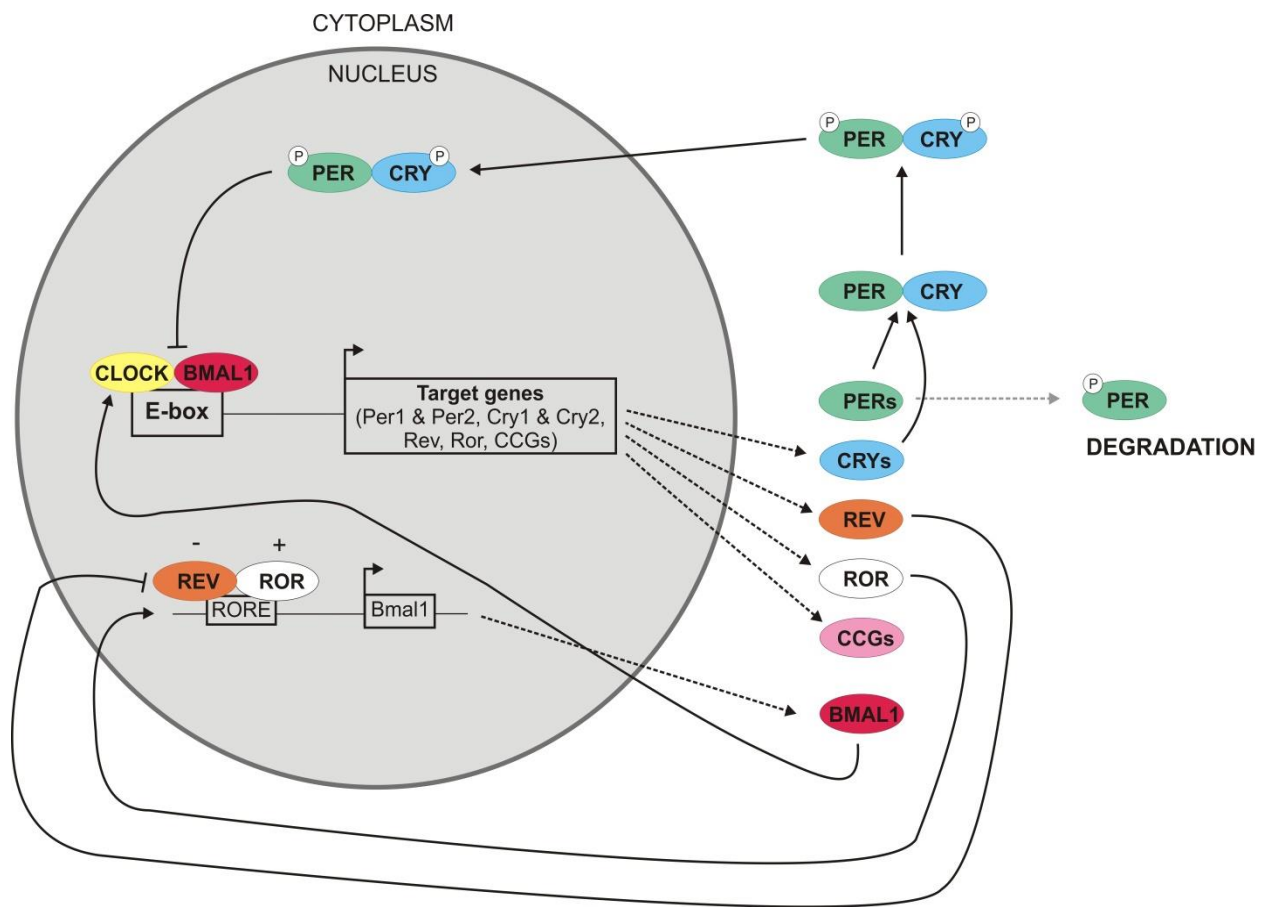 CYTOPLASM
NUCLEUS
P
PER
CRY
P
P
PER
CRY
P
PER
CRY
CLOCK
BMAL1
E-box
Target genes
(Per1 & Per2, Cry1 & Cry2,
Rev, Ror, CCGs)
PERs
P
PER
DEGRADATION
CRYs
REV
-
+
REV
ROR
RORE
Bmal1
ROR
CCGs
BMAL1